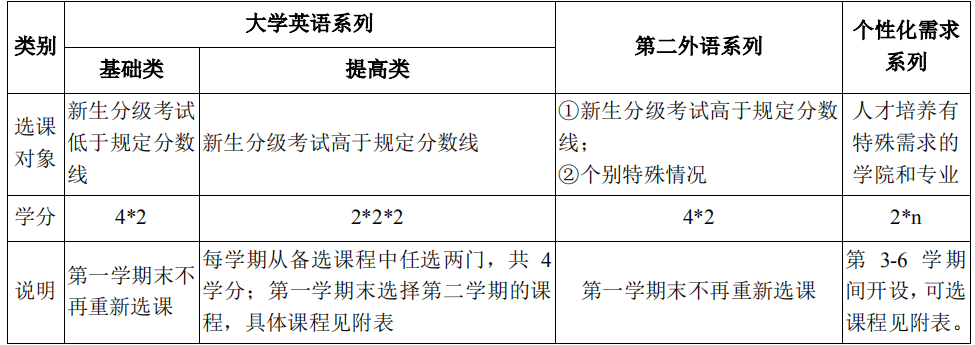 类别
大学英语系列
第二外语系列
个性化需求
系列
基础类
提高类
选课
对象
新生分级考试
低于规定分数
线
新生分级考试高于规定分数线
①新生分级考试高于规定分数
线；
②个别特殊情况
人才培养有
特殊需求的
学院和专业
学分
4*2
2*2*2
4*2
2*n
说明
第一学期末不
再重新选课
每学期从备选课程中任选两门，共 4
学分；第一学期末选择第二学期的课
程，具体课程见附表
第一学期末不再重新选课
第 3-6 学期
间开设，可选
课程见附表。